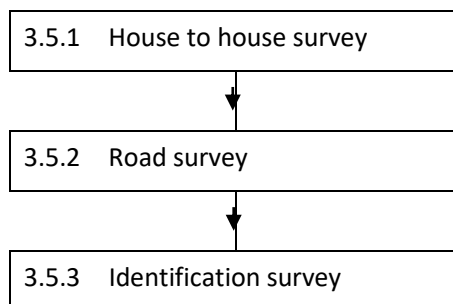 3.5.1 House to house survey
3.5.2 Road survey
3.5.3 Identification survey